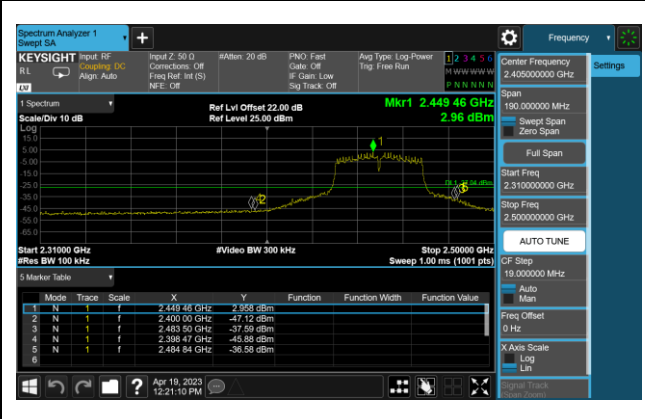 Spectrum Analyzer 1
Swept SA
Frequency
KEYSIGHT
RL
LXI
Input: RF
Coupling: DC
Align: Auto
Input Z: 50 Ω
Corrections: Off
Freq Ref: Int (S)
NFE: Off
#Atten: 20 dB
PNO: Fast
Gate: Off
IF Gain: Low
Sig Track: Off
Avg Type: Log-Power
Trig: Free Run
1 2 3 4 5 6
M W W W W W
P N N N N N
Center Frequency
2.405000000 GHz
Settings
1 Spectrum
Scale/Div 10 dB
Ref Lvl Offset 22.00 dB
Ref Level 25.00 dBm
Mkr1 2.449 46 GHz
2.96 dBm
Span
190.000000 MHz
Swept Span
Zero Span
Full Span
Start Freq
2.310000000 GHz
Stop Freq
2.500000000 GHz
AUTO TUNE
CF Step
19.000000 MHz
Auto
Man
Freq Offset
0 Hz
X Axis Scale
Log
Lin
Signal Track
(Span Zoom)
Log
15.0
5.00
-5.00
-15.0
-25.0
-35.0
-45.0
-55.0
-65.0
1
2
Start 2.31000 GHz
#Res BW 100 kHz
#Video BW 300 kHz
Stop 2.50000 GHz
Sweep 1.00 ms (1001 pts)
5 Marker Table
Mode Trace Scale X Y Function Function Width Function Value
1 N 1 f 2.449 46 GHz 2.958 dBm
2 N 1 f 2.400 00 GHz -47.12 dBm
3 N 1 f 2.483 50 GHz -37.59 dBm
4 N 1 f 2.398 47 GHz -45.88 dBm
5 N 1 f 2.484 84 GHz -36.58 dBm
6
Apr 19, 2023
12:21:10 PM